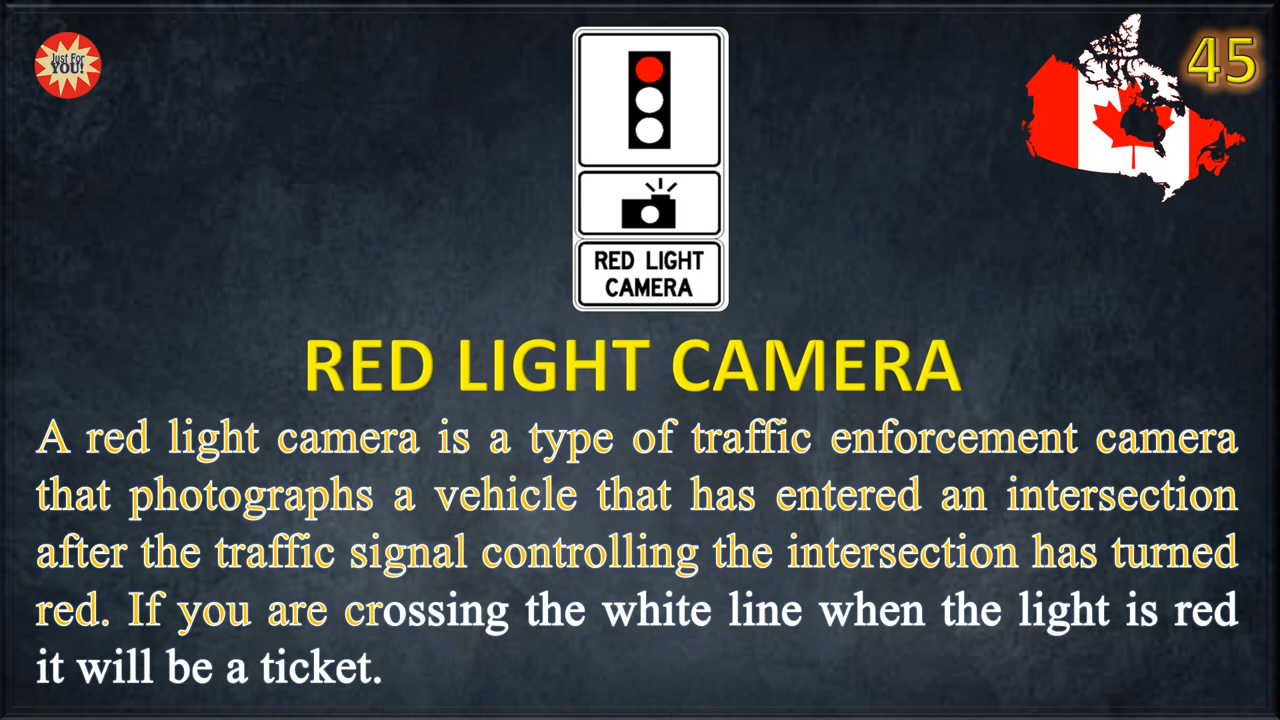 Just For
YOU!
45
RED LIGHT
CAMERA
RED LIGHT CAMERA
A red light camera is a type of traffic enforcement camera
that photographs a vehicle that has entered an intersection
after the traffic signal controlling the intersection has turned
red. If you are crossing the white line when the light is red
it will be a ticket.